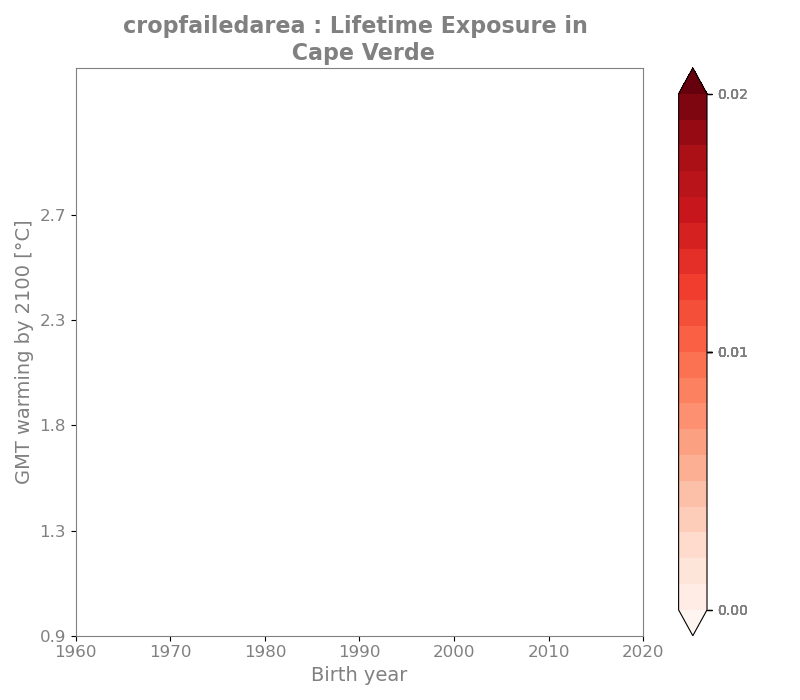 cropfailedarea : Lifetime Exposure in
Cape Verde
GMT warming by 2100 [°C]
2.7
2.3
1.8
1.3
0.9
1960 1970 1980 1990 2000 2010 2020
Birth year
0.02
0.01
0.00